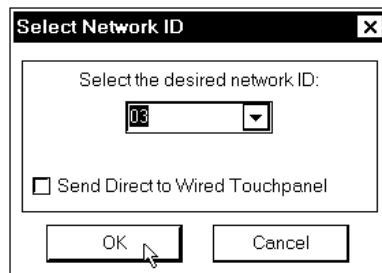 Select Network ID
Select the desired network ID:
03
Send Direct to Wired Touchpanel
OK
Cancel